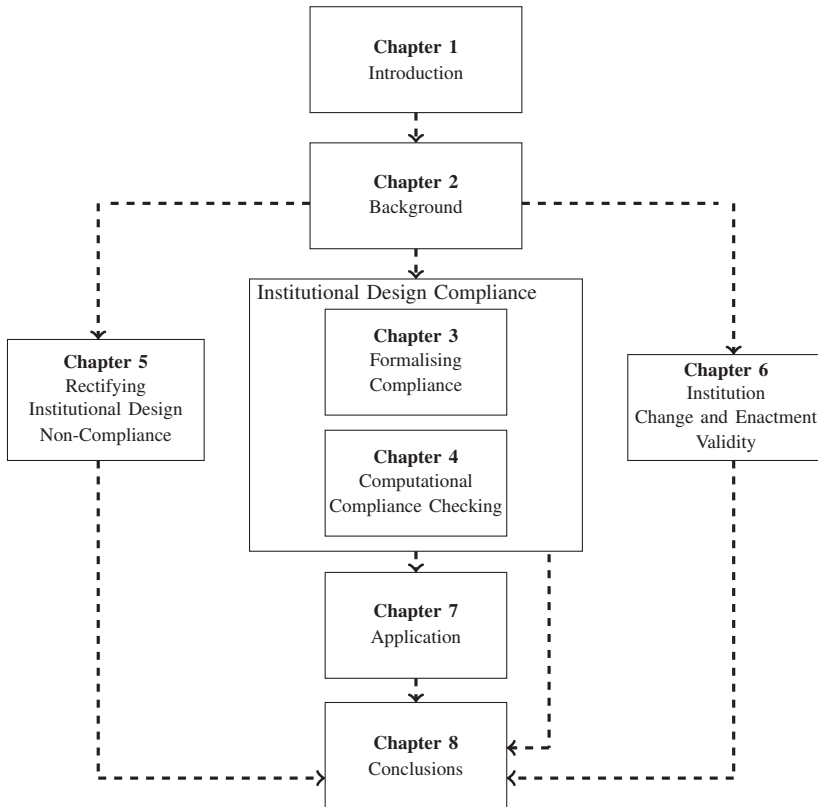 Chapter 1
Introduction
Chapter 2
Background
Institutional Design Compliance
Chapter 3
Formalising
Compliance
Chapter 4
Computational
Compliance Checking
Chapter 5
Rectifying
Institutional Design
Non-Compliance
Chapter 6
Institution
Change and Enactment
Validity
Chapter 7
Application
Chapter 8
Conclusions